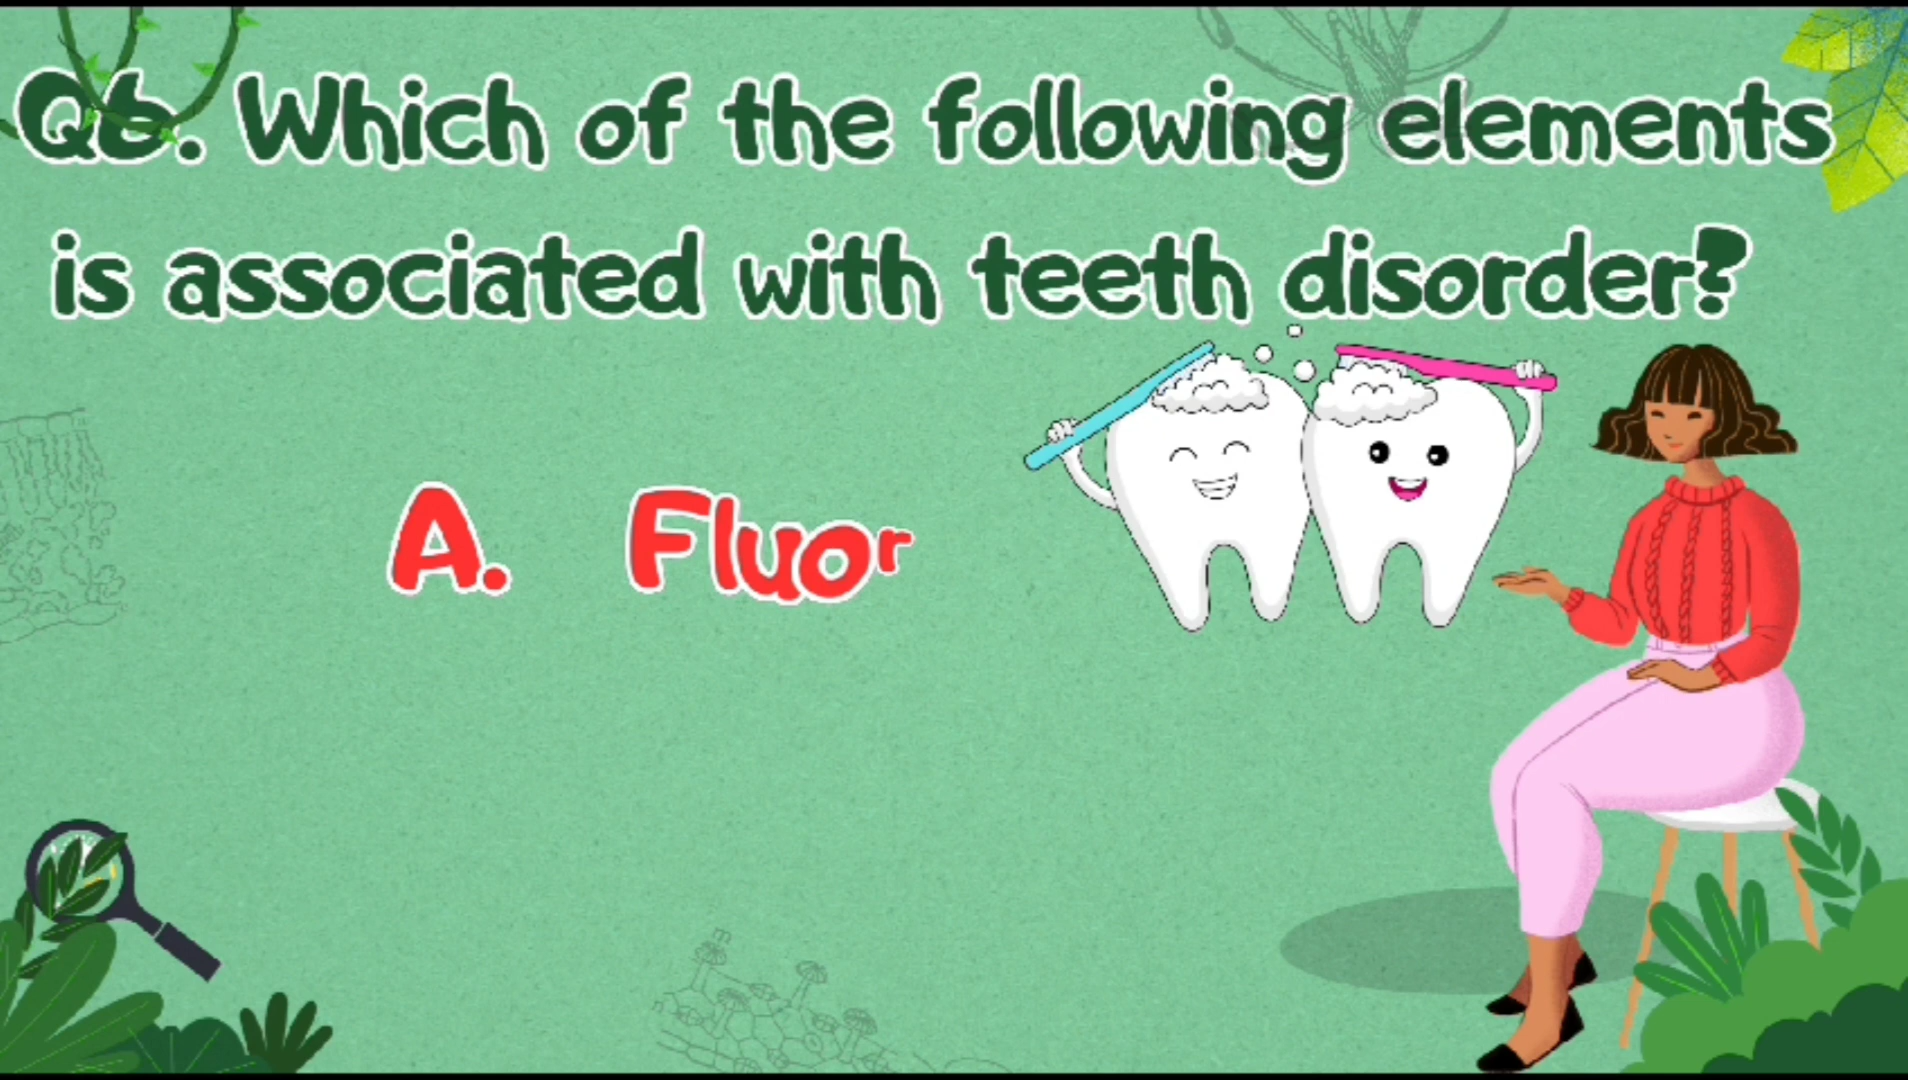 Q6. Which of the following elements
is associated with teeth disorder?
A. Fluor